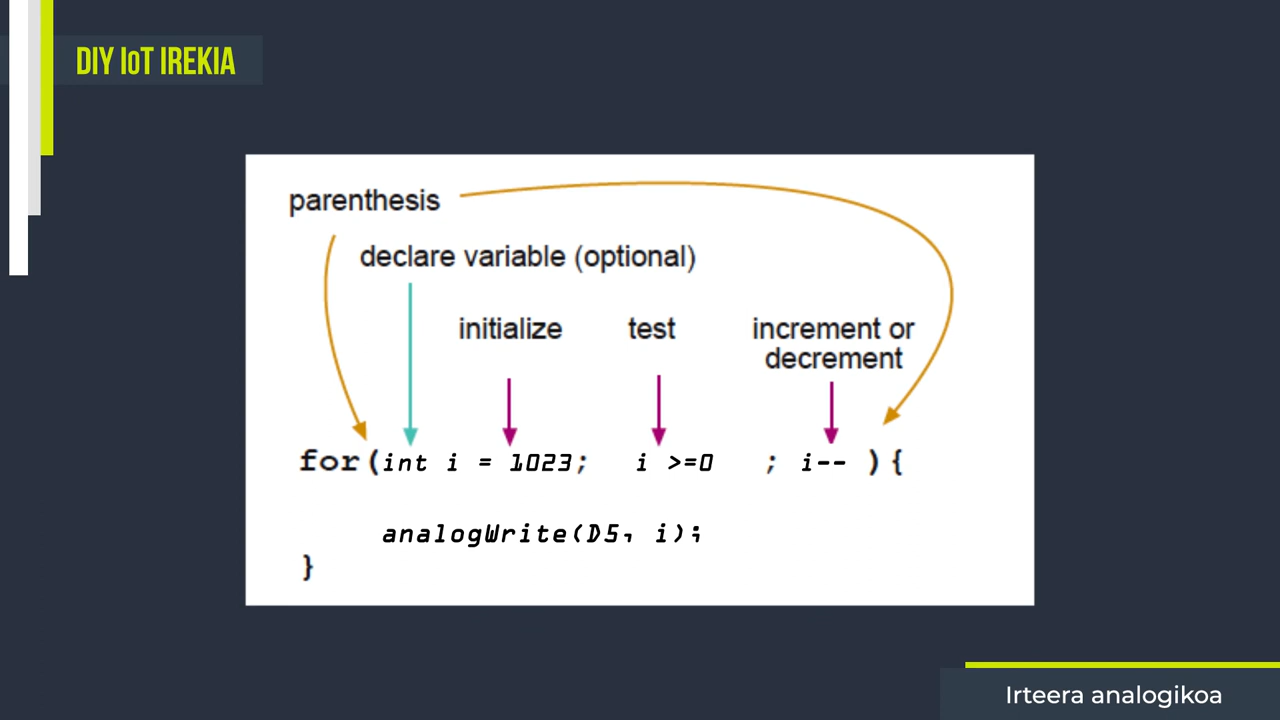 DIY IoT IREKIA
parenthesis
declare variable (optional)
initialize test increment or
decrement
for(int i = 1023; i >=0 ; i-- ){
analogWrite(D5, i);
}
Irteera analogikoa